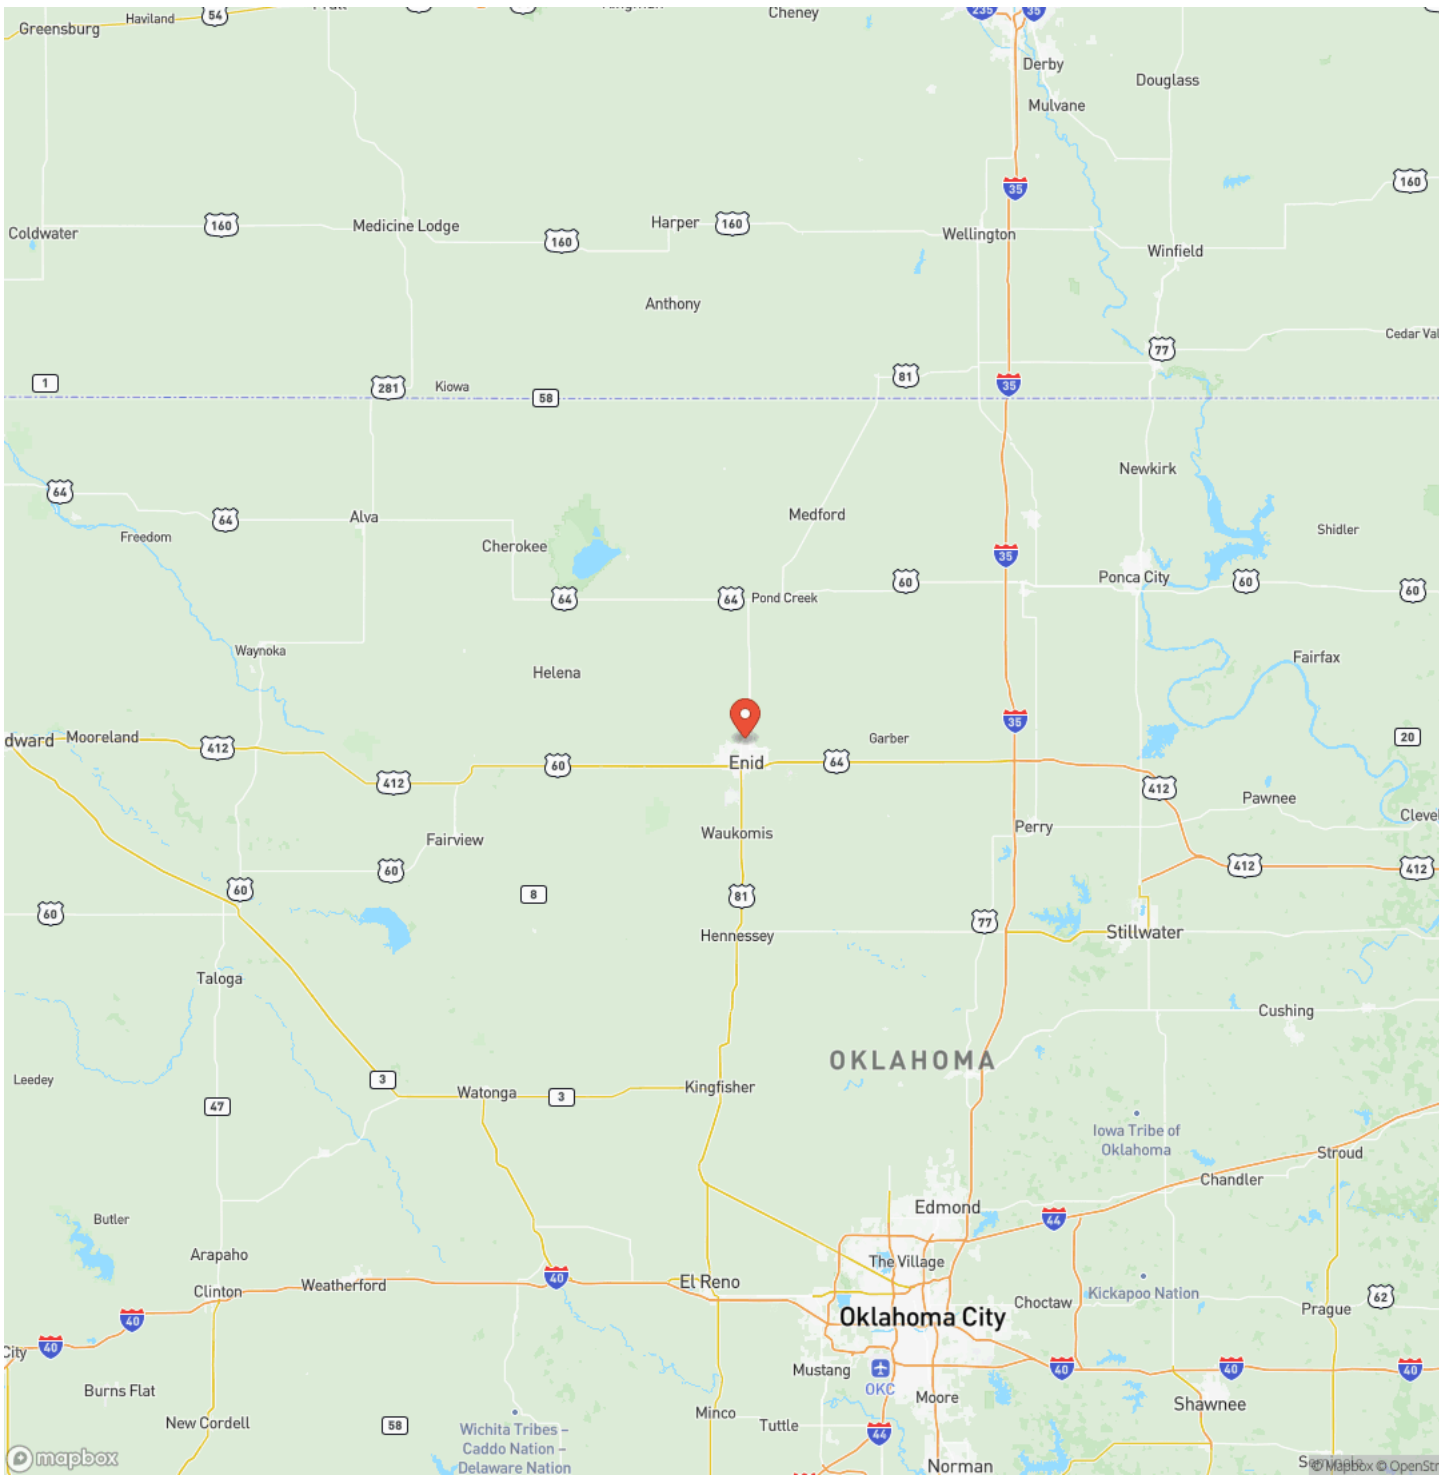 54
Haviland
Greensburg
Cheney
235
35
Derby
Douglass
Mulvane
35
160
Coldwater
160
Medicine Lodge
160
Harper
160
Wellington
Winfield
Anthony
Cedar Val
77
1
281
Kiowa
58
81
35
Newkirk
64
64
Alva
Freedom
Cherokee
Medford
35
Shidler
Ponca City
60
60
60
64
64
Pond Creek
Waynoka
Helena
Fairfax
35
dward
Mooreland
412
Garber
20
60
Enid
64
412
412
Pawnee
Clevel
Fairview
Waukomis
Perry
60
412
412
60
8
81
60
77
Hennessey
Stillwater
Taloga
Cushing
OKLAHOMA
Leedey
3
Watonga
3
Kingfisher
47
Iowa Tribe of
Oklahoma
Stroud
Chandler
Edmond
44
Butler
Arapaho
The Village
Clinton
Weatherford
40
El Reno
Kickapoo Nation
62
Choctaw
Prague
40
Oklahoma City
City
40
Mustang
OKC
40
40
40
Burns Flat
Moore
Shawnee
New Cordell
58
Minco
Tuttle
Wichita Tribes –
Caddo Nation –
Delaware Nation
44
Norman
mapbox
© Mapbox © OpenStr